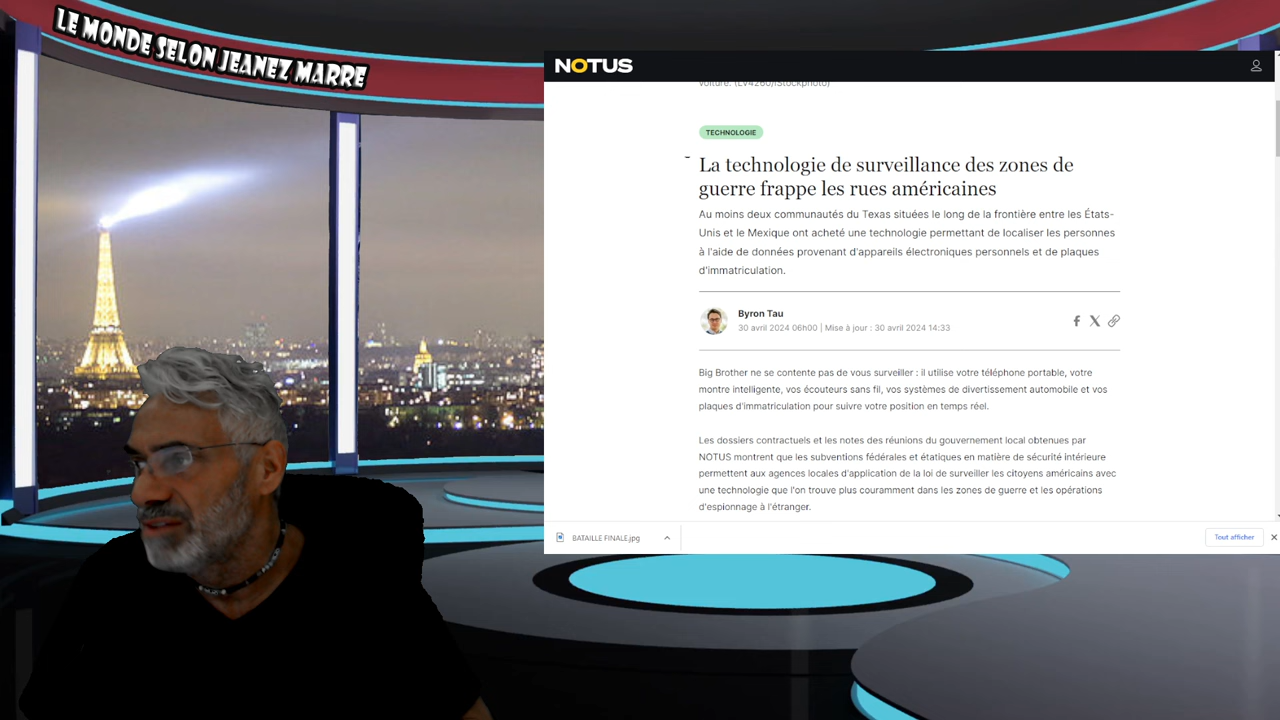 LE MONDE SELON JEANEZ MARRE
NOTUS
voiture. (LV4260/iStockphoto)
TECHNOLOGIE
La technologie de surveillance des zones de
guerre frappe les rues américaines
Au moins deux communautés du Texas situées le long de la frontière entre les États-
Unis et le Mexique ont acheté une technologie permettant de localiser les personnes
à l'aide de données provenant d'appareils électroniques personnels et de plaques
d'immatriculation.
Byron Tau
30 avril 2024 06h00 | Mise à jour : 30 avril 2024 14:33
Big Brother ne se contente pas de vous surveiller : il utilise votre téléphone portable, votre
montre intelligente, vos écouteurs sans fil, vos systèmes de divertissement automobile et vos
plaques d'immatriculation pour suivre votre position en temps réel.
Les dossiers contractuels et les notes des réunions du gouvernement local obtenues par
NOTUS montrent que les subventions fédérales et étatiques en matière de sécurité intérieure
permettent aux agences locales d'application de la loi de surveiller les citoyens américains avec
une technologie que l'on trouve plus couramment dans les zones de guerre et les opérations
d'espionnage à l'étranger.
BATAILLE FINALE.jpg
Tout afficher